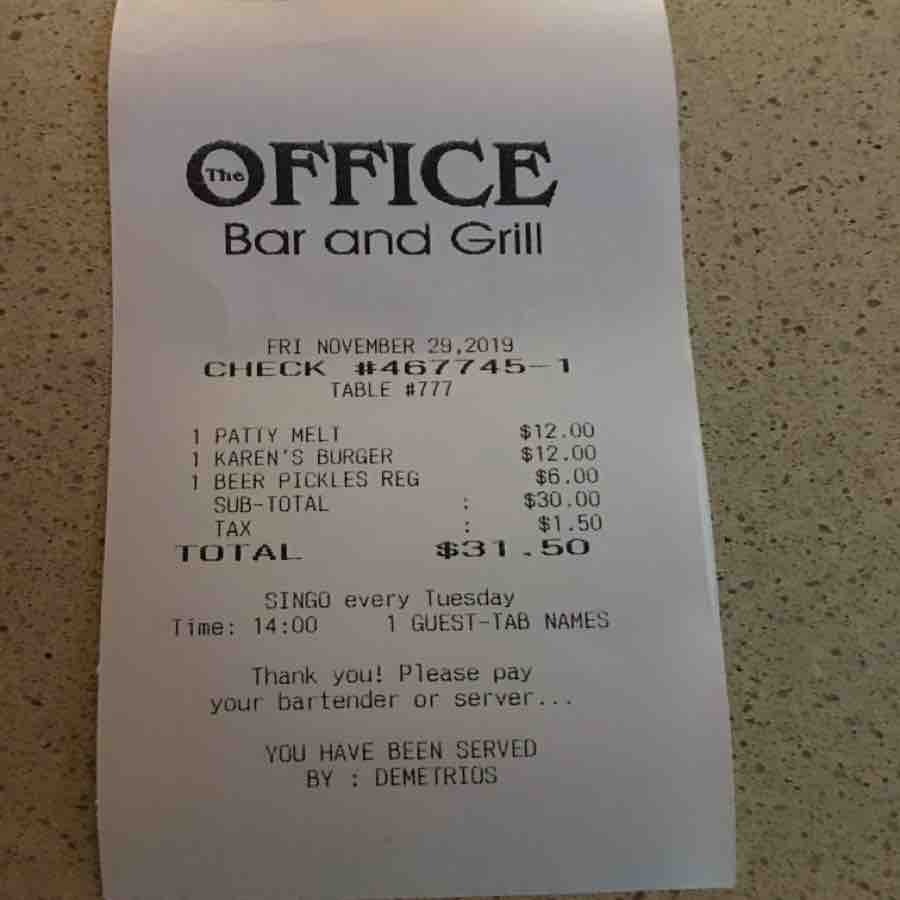 The OFFICE
Bar and Grill
FRI NOVEMBER 29,2019
CHECK #467745-1
TABLE #777
1 PATTY MELT $12.00
1 KAREN'S BURGER $12.00
1 BEER PICKLES REG $6.00
SUB-TOTAL : $30.00
TAX : $1.50
TOTAL $31.50
SINGO every Tuesday
Time: 14:00 1 GUEST-TAB NAMES
Thank you! Please pay
your bartender or server...
YOU HAVE BEEN SERVED
BY : DEMETRIOS